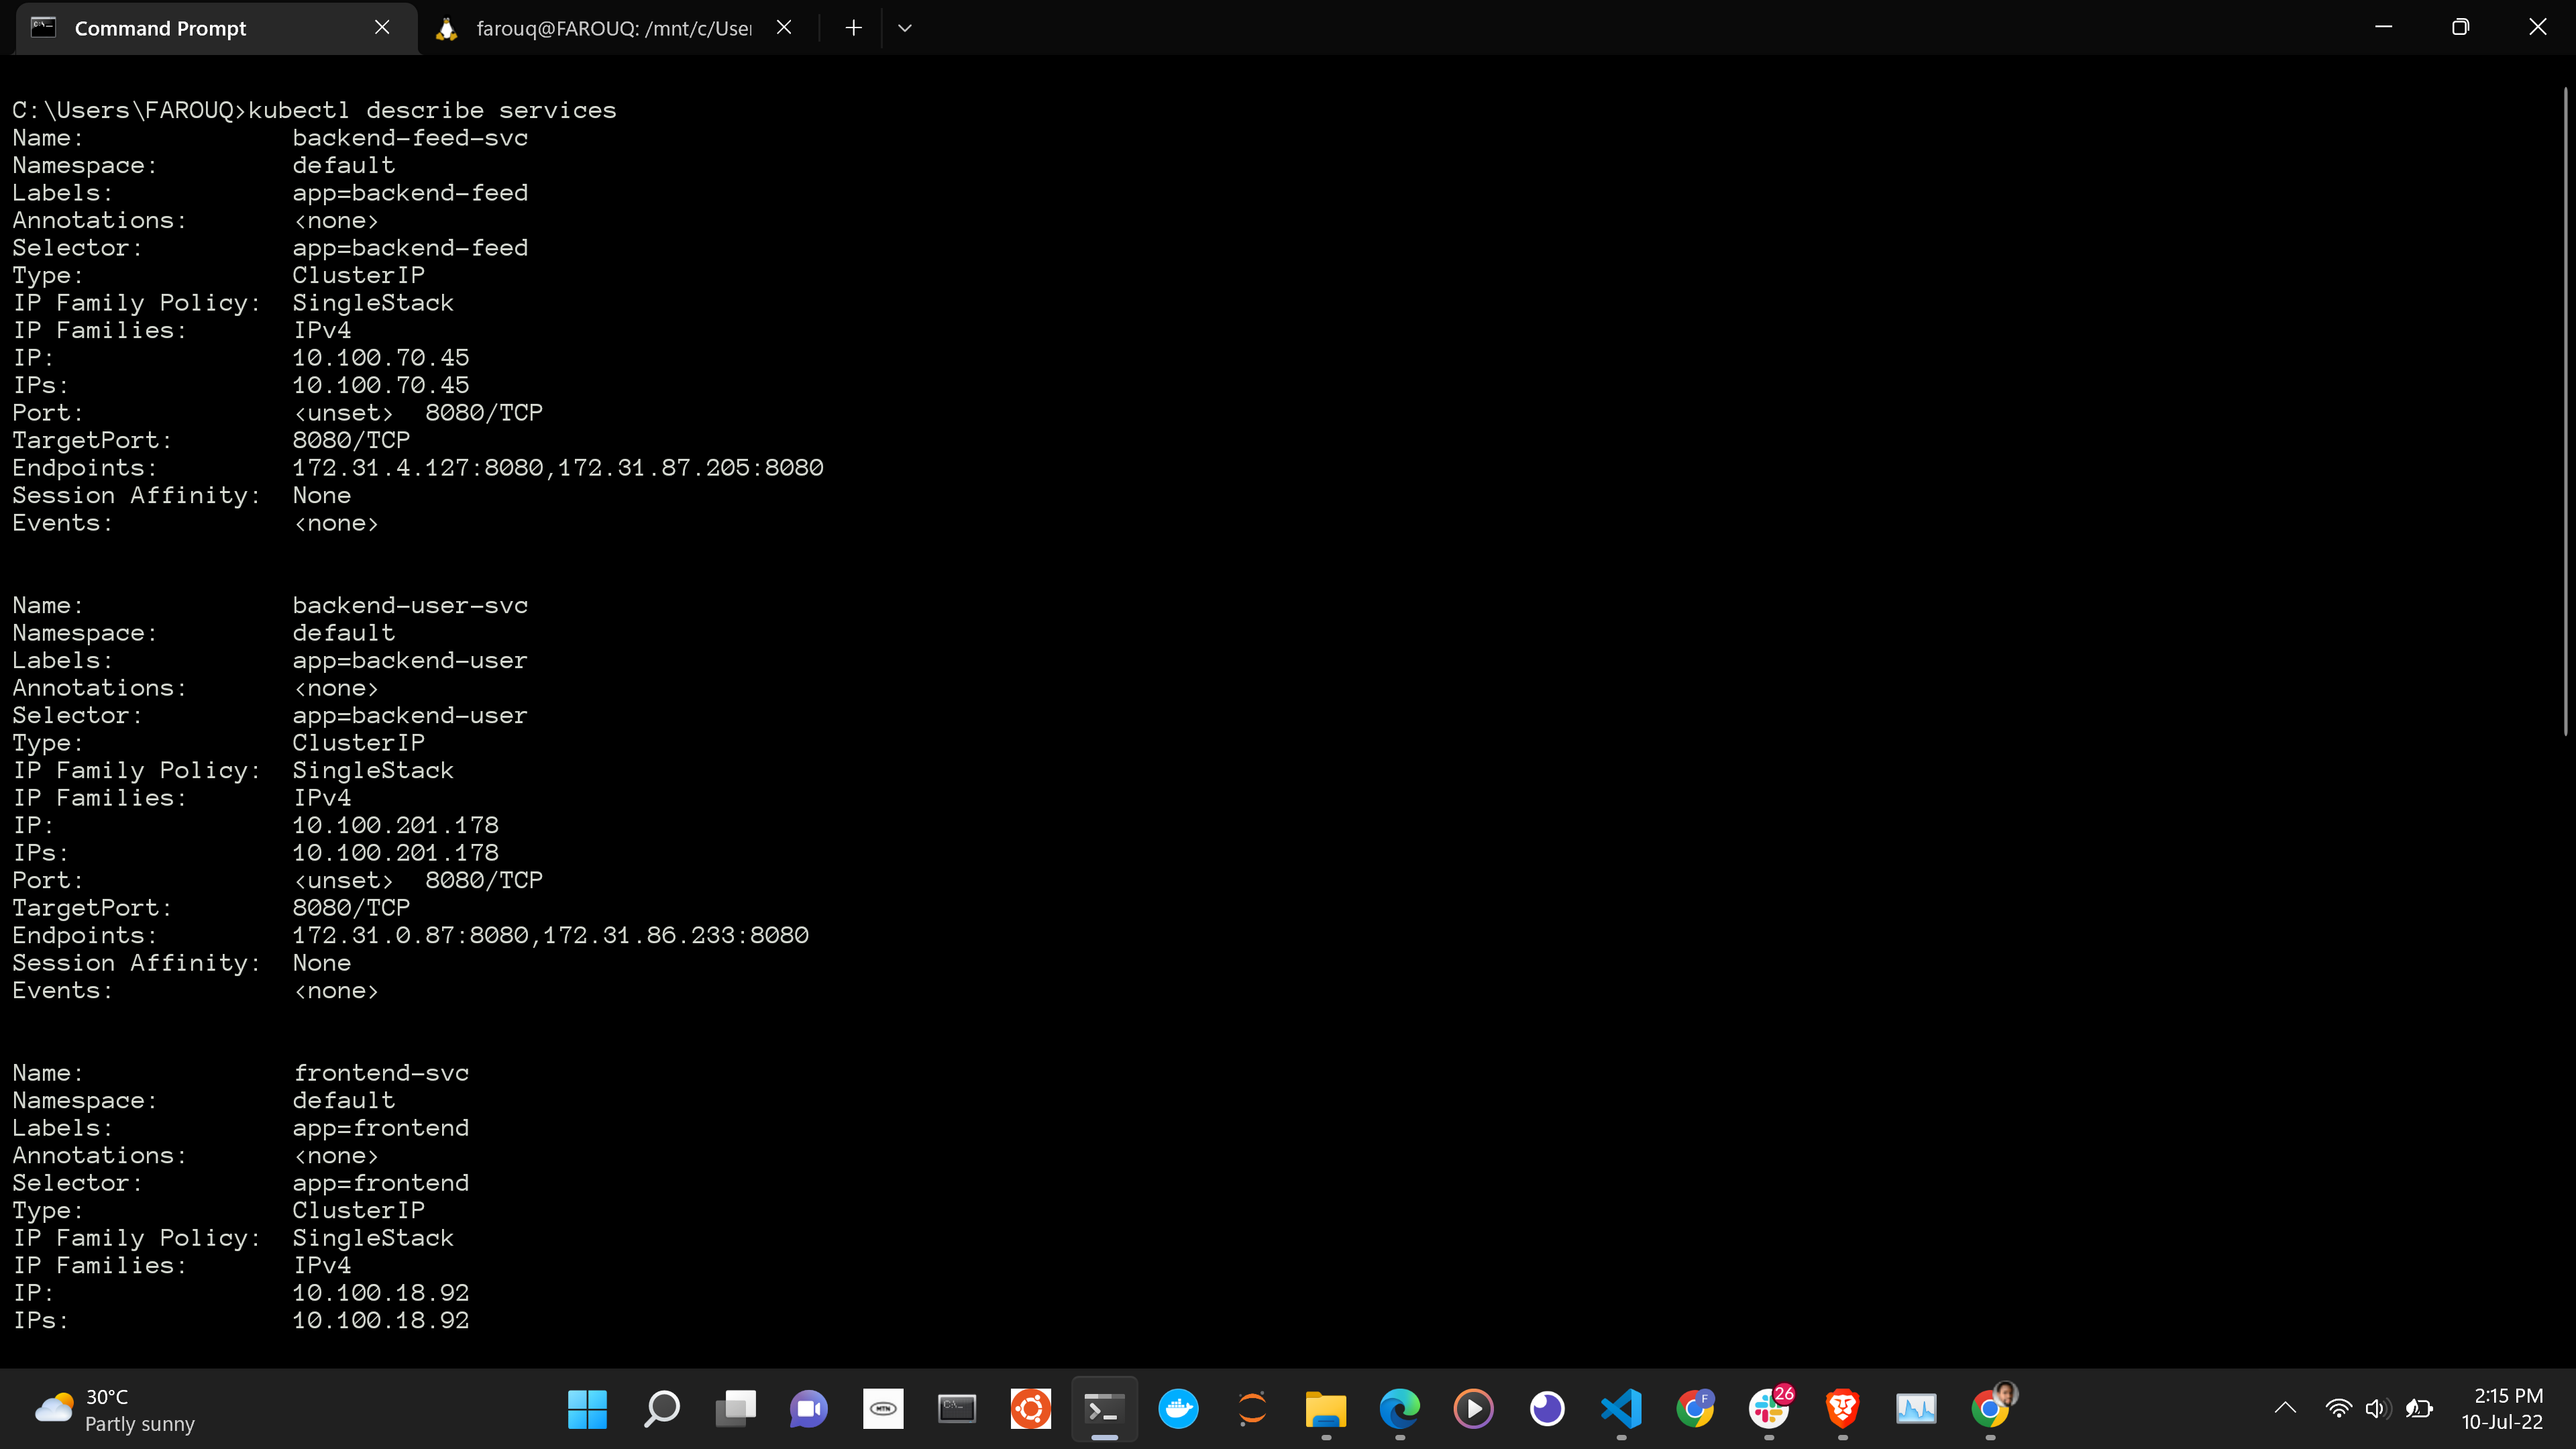 Command Prompt
farouq@FAROUQ: /mnt/c/User
C:\Users\FAROUQ>kubectl describe services
Name: backend-feed-svc
Namespace: default
Labels: app=backend-feed
Annotations: <none>
Selector: app=backend-feed
Type: ClusterIP
IP Family Policy: SingleStack
IP Families: IPv4
IP: 10.100.70.45
IPs: 10.100.70.45
Port: <unset> 8080/TCP
TargetPort: 8080/TCP
Endpoints: 172.31.4.127:8080,172.31.87.205:8080
Session Affinity: None
Events: <none>
Name: backend-user-svc
Namespace: default
Labels: app=backend-user
Annotations: <none>
Selector: app=backend-user
Type: ClusterIP
IP Family Policy: SingleStack
IP Families: IPv4
IP: 10.100.201.178
IPs: 10.100.201.178
Port: <unset> 8080/TCP
TargetPort: 8080/TCP
Endpoints: 172.31.0.87:8080,172.31.86.233:8080
Session Affinity: None
Events: <none>
Name: frontend-svc
Namespace: default
Labels: app=frontend
Annotations: <none>
Selector: app=frontend
Type: ClusterIP
IP Family Policy: SingleStack
IP Families: IPv4
IP: 10.100.18.92
IPs: 10.100.18.92
30°C
Partly sunny
MTN
F
26
2:15 PM
10-Jul-22